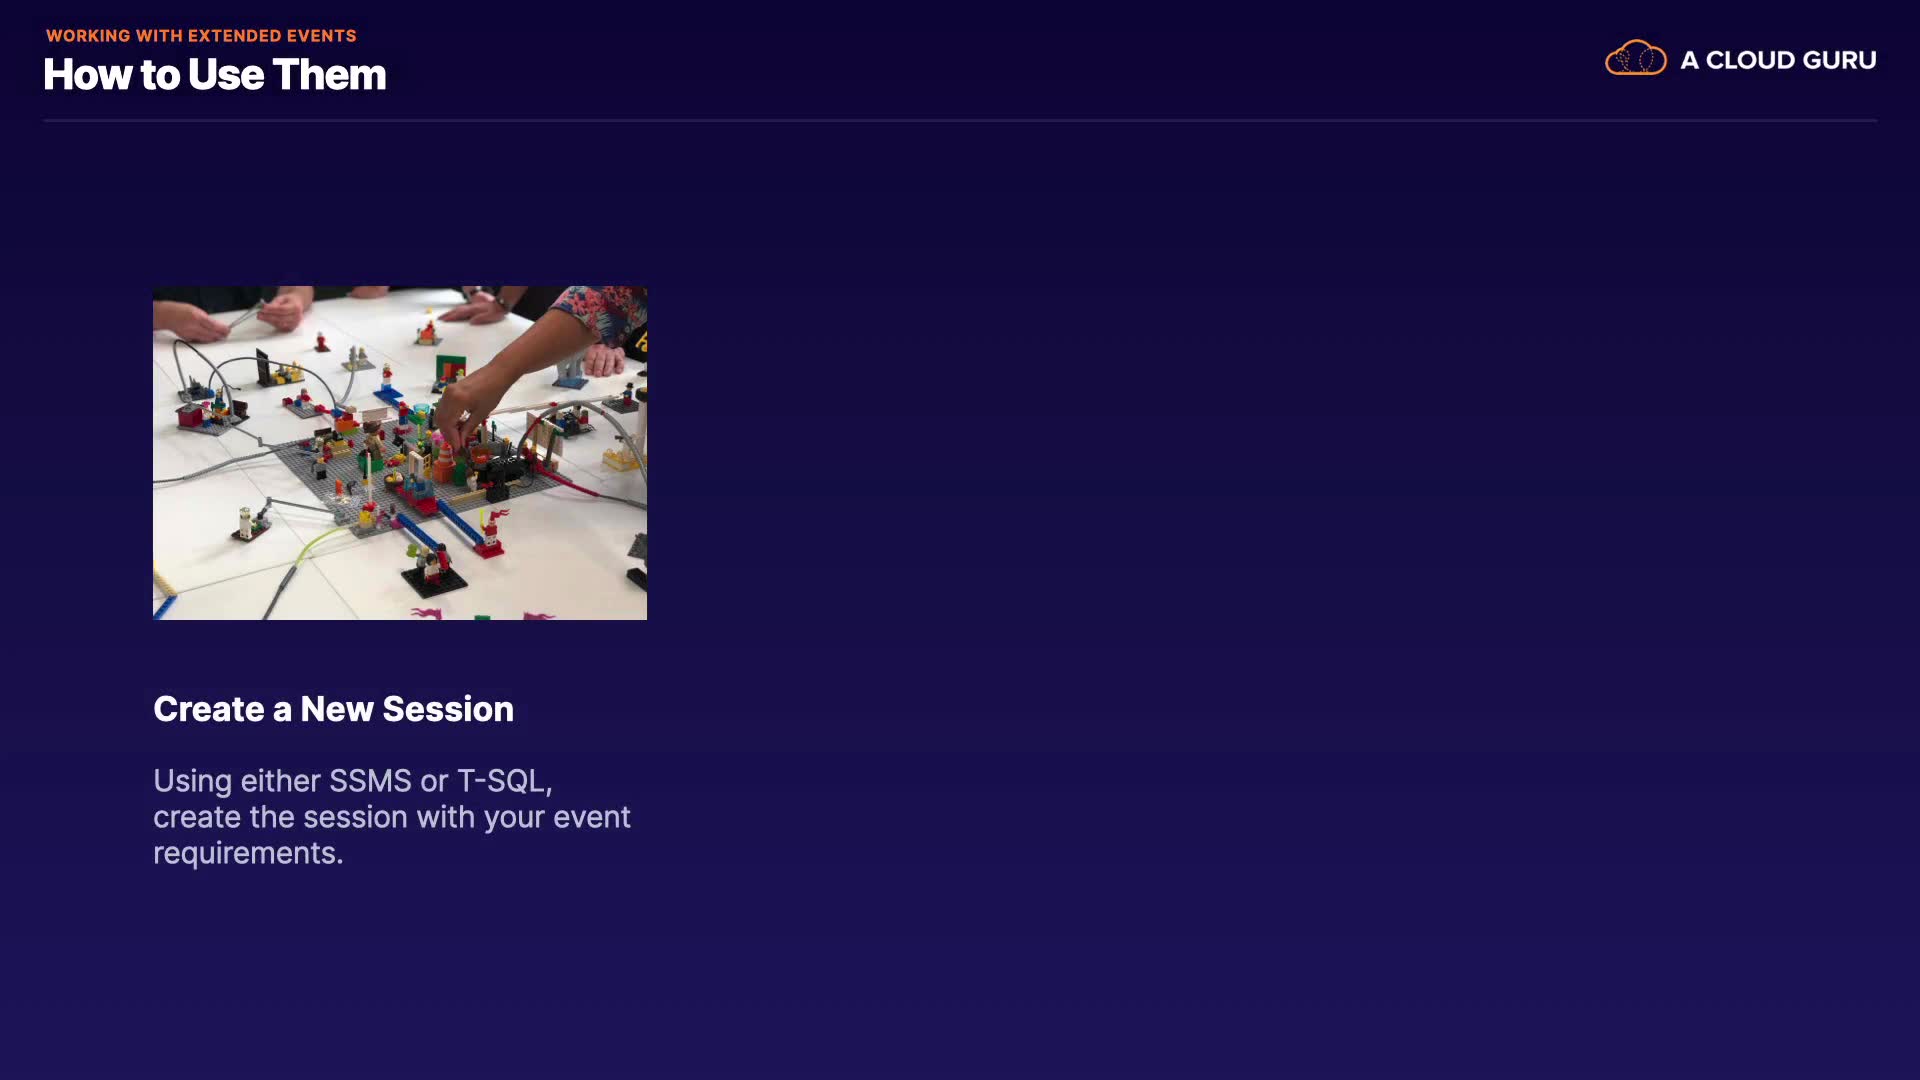 WORKING WITH EXTENDED EVENTS
How to Use Them
A CLOUD GURU
Create a New Session
Using either SSMS or T-SQL,
create the session with your event
requirements.